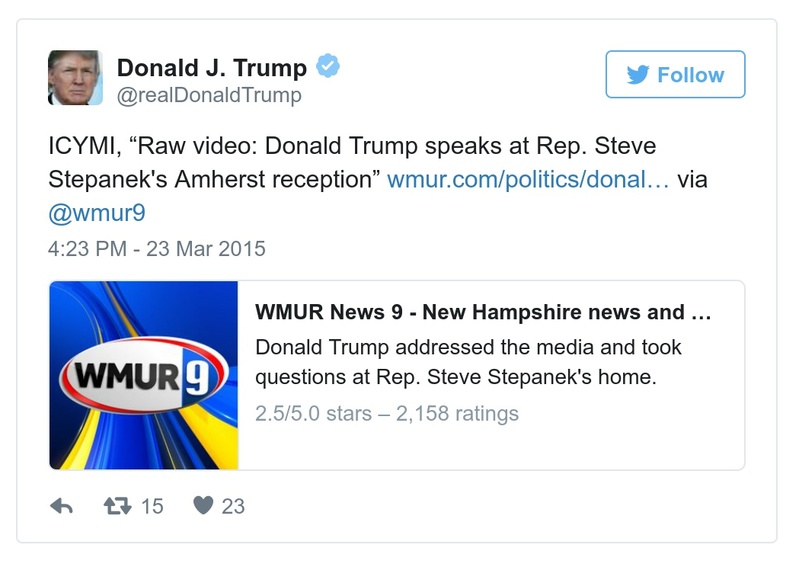 Donald J. Trump
@realDonaldTrump
Follow
ICYMI, “Raw video: Donald Trump speaks at Rep. Steve
Stepanek's Amherst reception” wmur.com/politics/donal… via
@wmur9
4:23 PM - 23 Mar 2015
WMUR 9
WMUR News 9 - New Hampshire news and …
Donald Trump addressed the media and took
questions at Rep. Steve Stepanek's home.
2.5/5.0 stars – 2,158 ratings
15 23